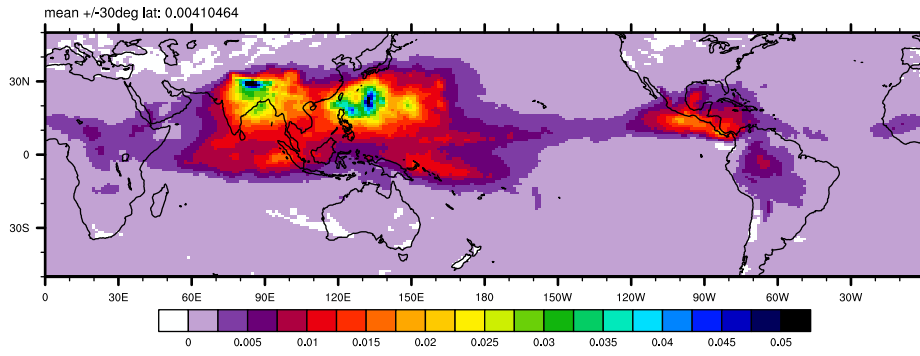 mean +/-30deg lat: 0.00410464
30N
0
30S
0 30E 60E 90E 120E 150E 180 150W 120W 90W 60W 30W
0 0.005 0.01 0.015 0.02 0.025 0.03 0.035 0.04 0.045 0.05